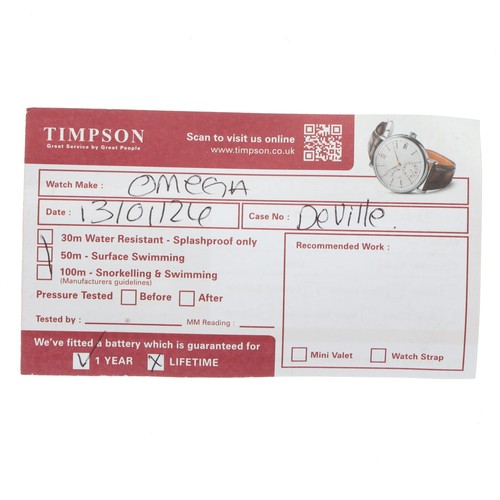 TIMPSON
Great Service by Great People
Scan to visit us online
www.timpson.co.uk
Watch Make : OMEGA
Date : 13/01/24 Case No : DeVille.
30m Water Resistant - Splashproof only
50m - Surface Swimming
100m - Snorkelling & Swimming
(Manufacturers guidelines)
Pressure Tested Before After
Tested by : MM Reading :
Recommended Work :
Mini Valet Watch Strap
We've fitted a battery which is guaranteed for
1 YEAR LIFETIME